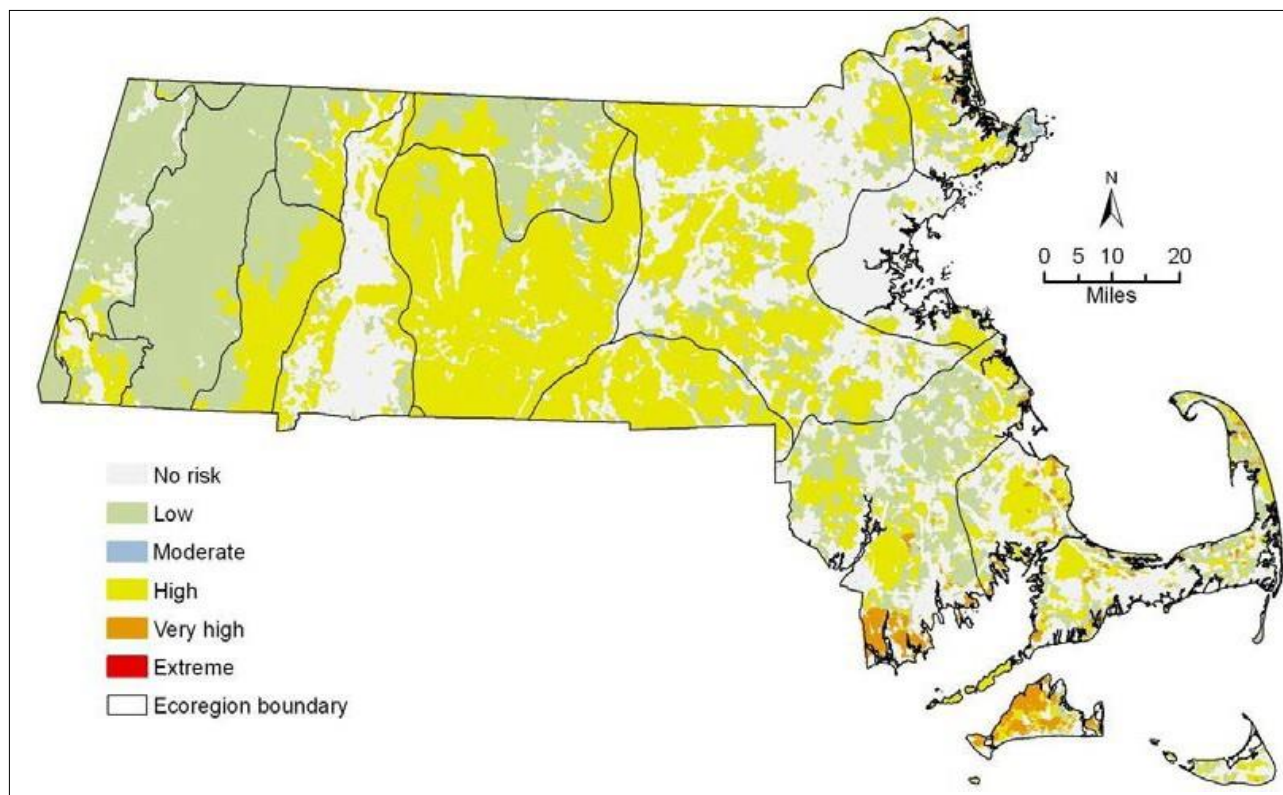 N
0 5 10 20
Miles
No risk
Low
Moderate
High
Very high
Extreme
Ecoregion boundary